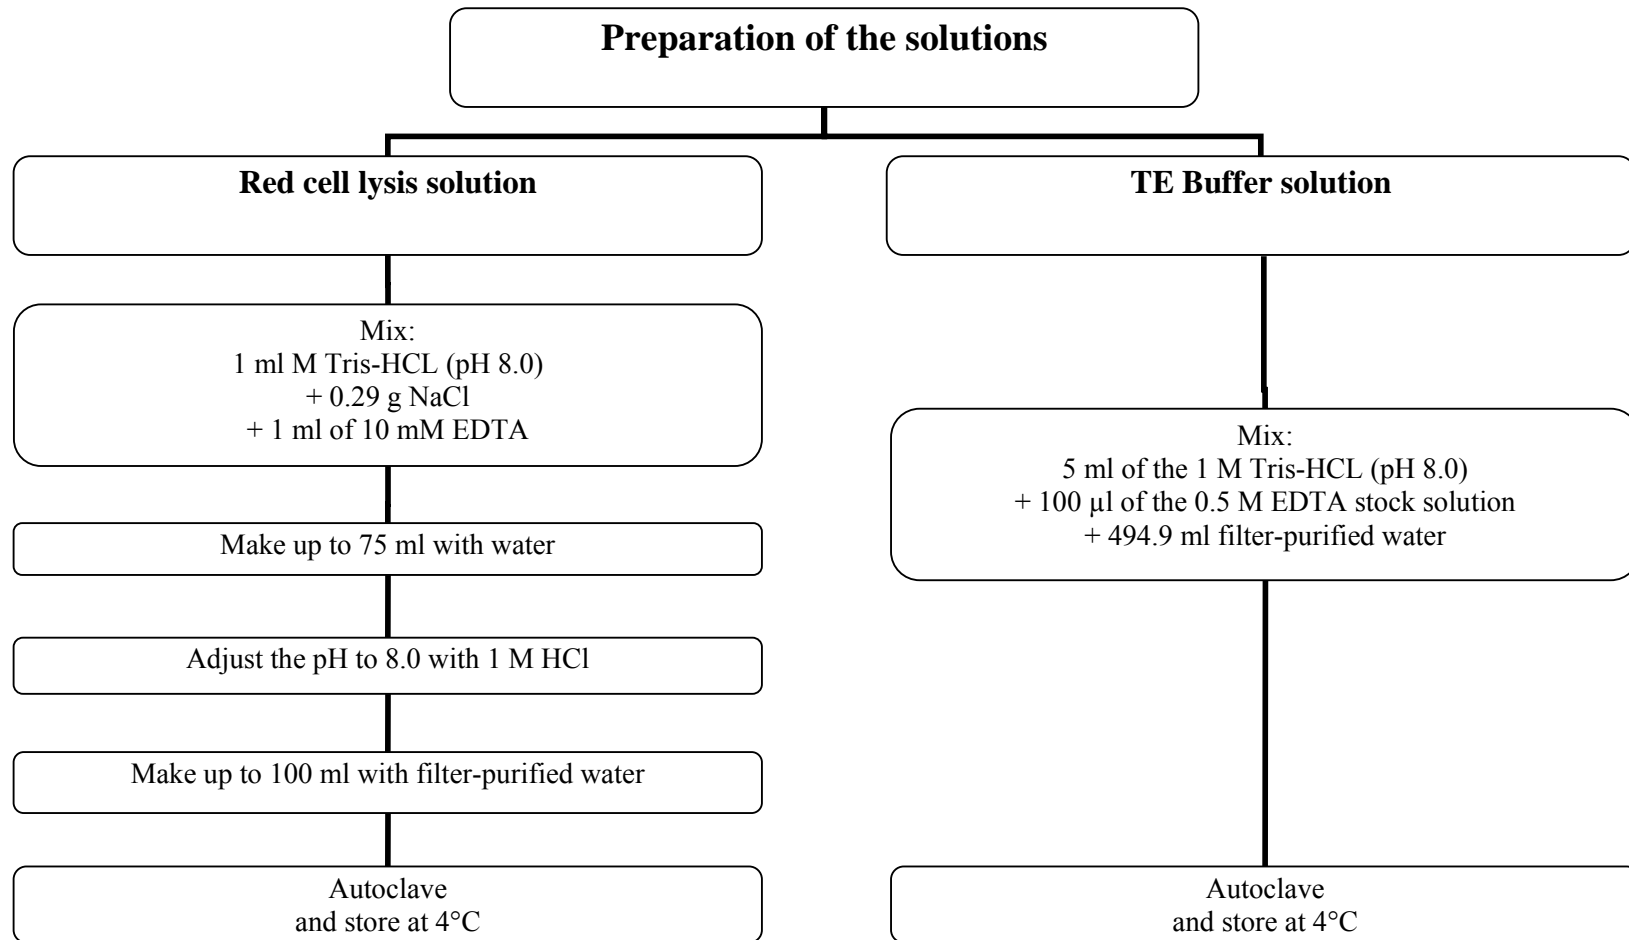 Preparation of the solutions
Red cell lysis solution
Mix:
1 ml M Tris-HCL (pH 8.0)
+ 0.29 g NaCl
+ 1 ml of 10 mM EDTA
Make up to 75 ml with water
Adjust the pH to 8.0 with 1 M HCl
Make up to 100 ml with filter-purified water
Autoclave
and store at 4°C
TE Buffer solution
Mix:
5 ml of the 1 M Tris-HCL (pH 8.0)
+ 100 µl of the 0.5 M EDTA stock solution
+ 494.9 ml filter-purified water
Autoclave
and store at 4°C